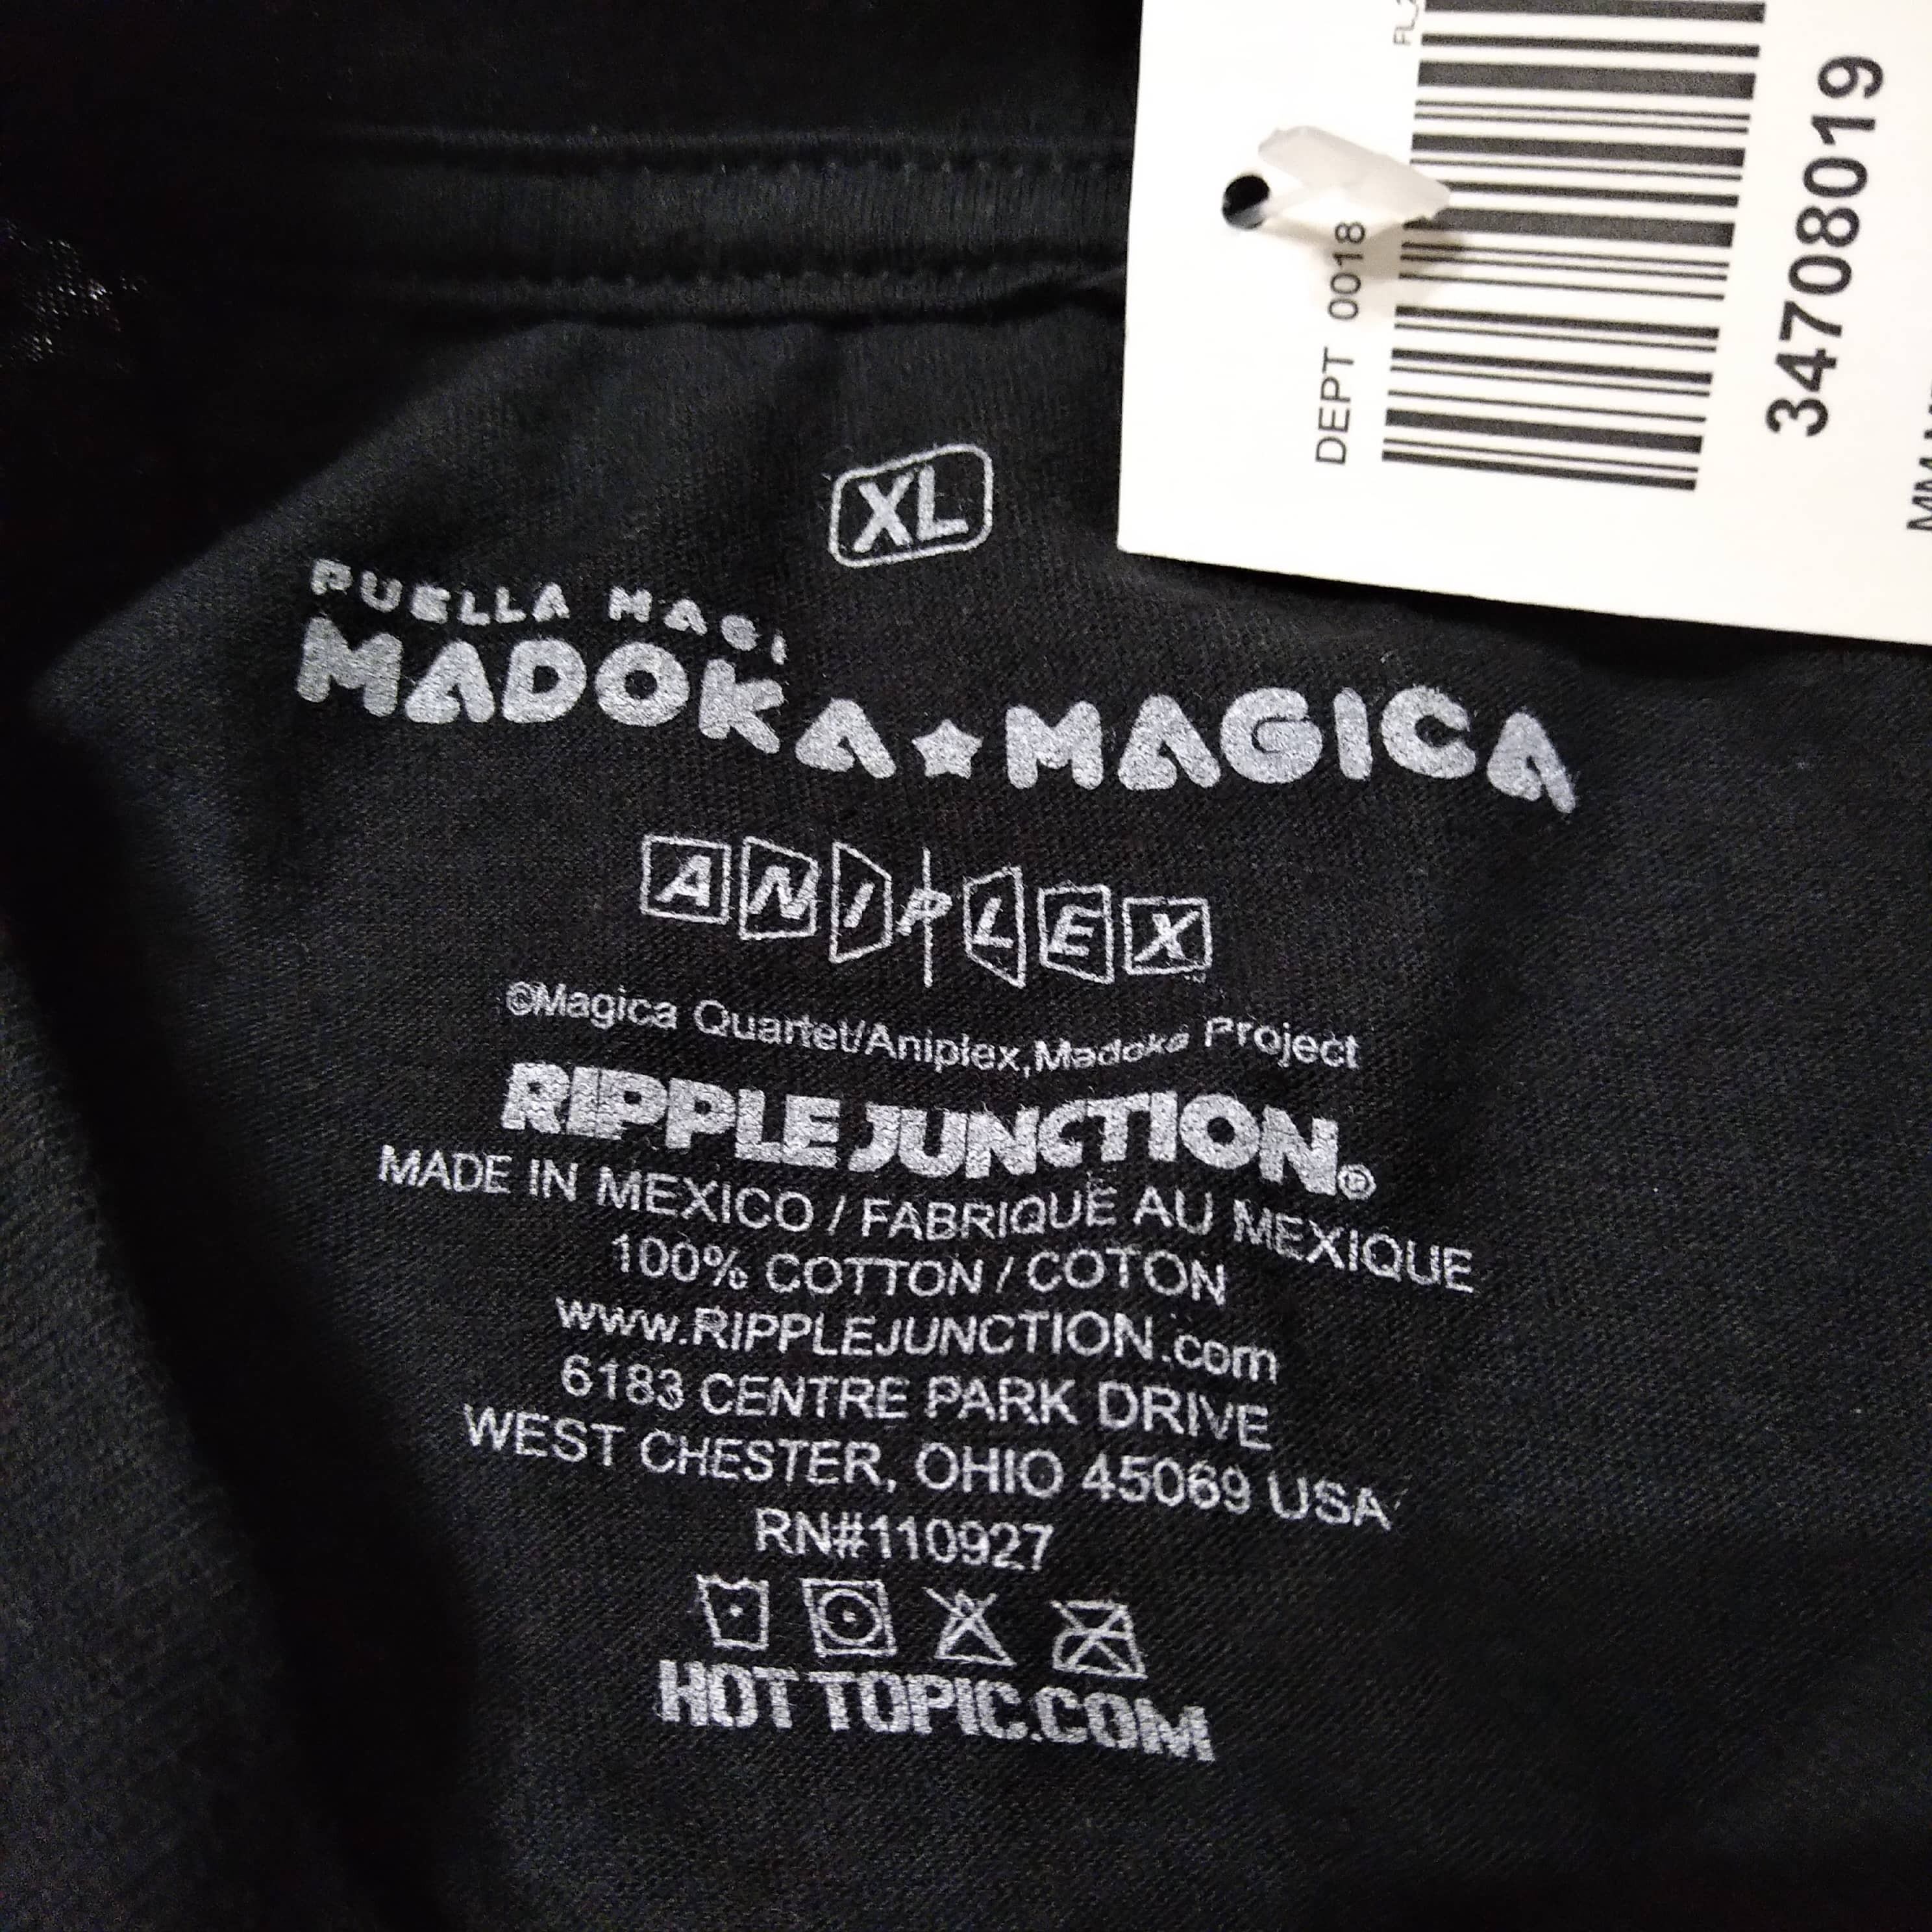 DEPT 0018
34708019
XL
PUELLA MAGI
MADOKA★MAGICA
ANIPLEX
©Magica Quartet/Aniplex,Madoka Project
RIPPLE JUNCTION®
MADE IN MEXICO / FABRIQUÉ AU MEXIQUE
100% COTTON / COTON
www.RIPPLEJUNCTION.com
6183 CENTRE PARK DRIVE
WEST CHESTER, OHIO 45069 USA
RN#110927
HOT TOPIC.COM